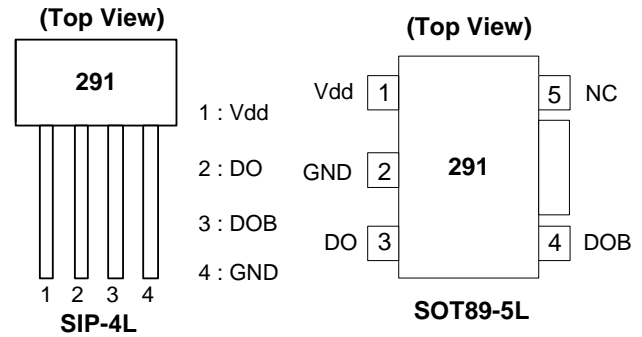 (Top View)
291
1 : Vdd
2 : DO
3 : DOB
4 : GND
1 2 3 4
SIP-4L
(Top View)
Vdd 1
5 NC
GND 2
291
DO 3
4 DOB
SOT89-5L